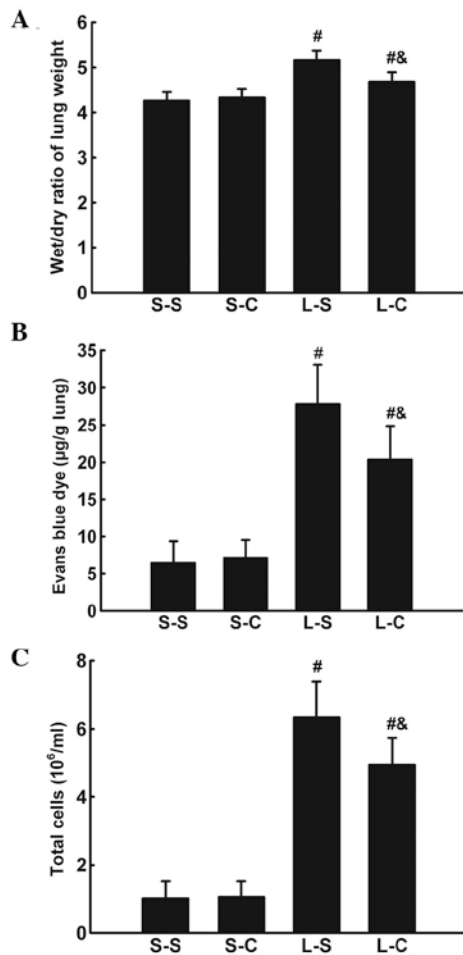 A
Wet/dry ratio of lung weight
6
5
4
3
2
1
0
#
#&
S-S S-C L-S L-C
B
Evans blue dye (µg/g lung)
35
30
25
20
15
10
5
0
#
#&
S-S S-C L-S L-C
C
Total cells (10⁶/ml)
8
6
4
2
0
#
#&
S-S S-C L-S L-C